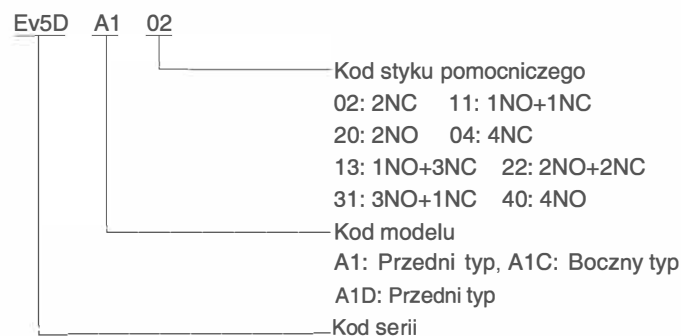 Ev5D A1 02
Kod styku pomocniczego
02: 2NC 11: 1NO+1NC
20: 2NO 04: 4NC
13: 1NO+3NC 22: 2NO+2NC
31: 3NO+1NC 40: 4NO
Kod modelu
A1: Przedni typ, A1C: Boczny typ
A1D: Przedni typ
Kod serii